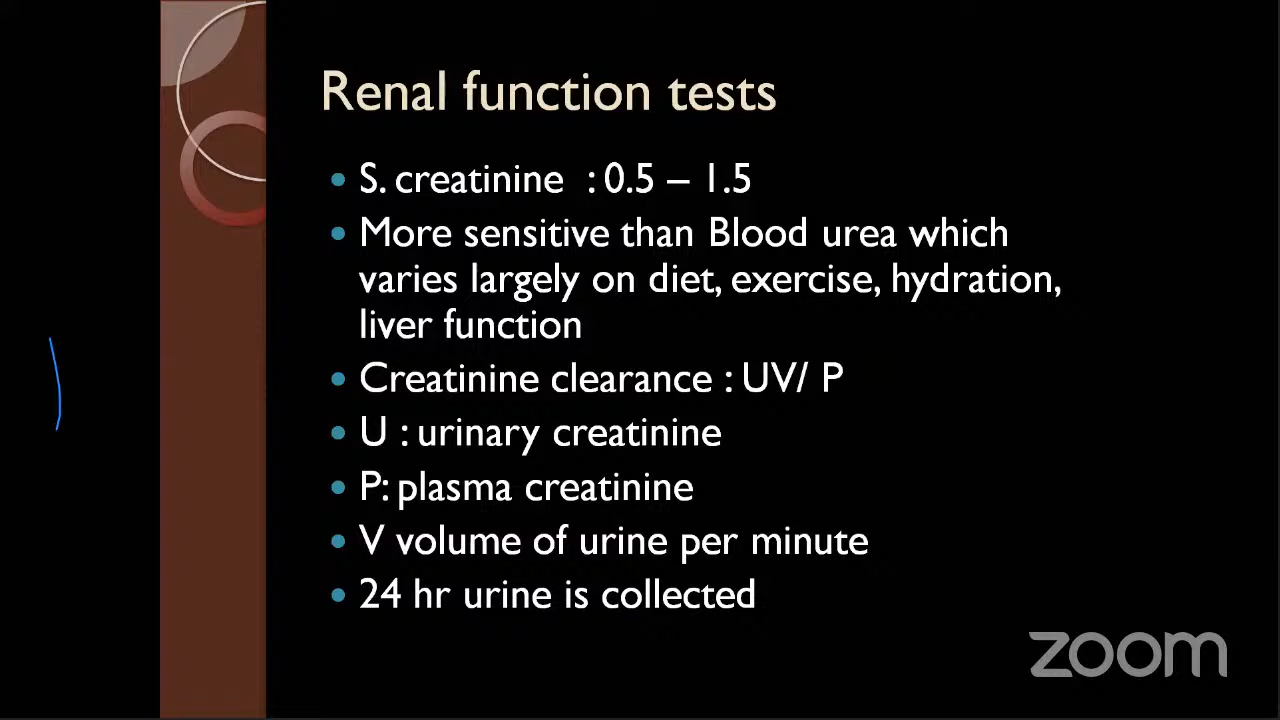 Renal function tests
S. creatinine : 0.5 – 1.5
More sensitive than Blood urea which
varies largely on diet, exercise, hydration,
liver function
Creatinine clearance : UV/ P
U : urinary creatinine
P: plasma creatinine
V volume of urine per minute
24 hr urine is collected
zoom